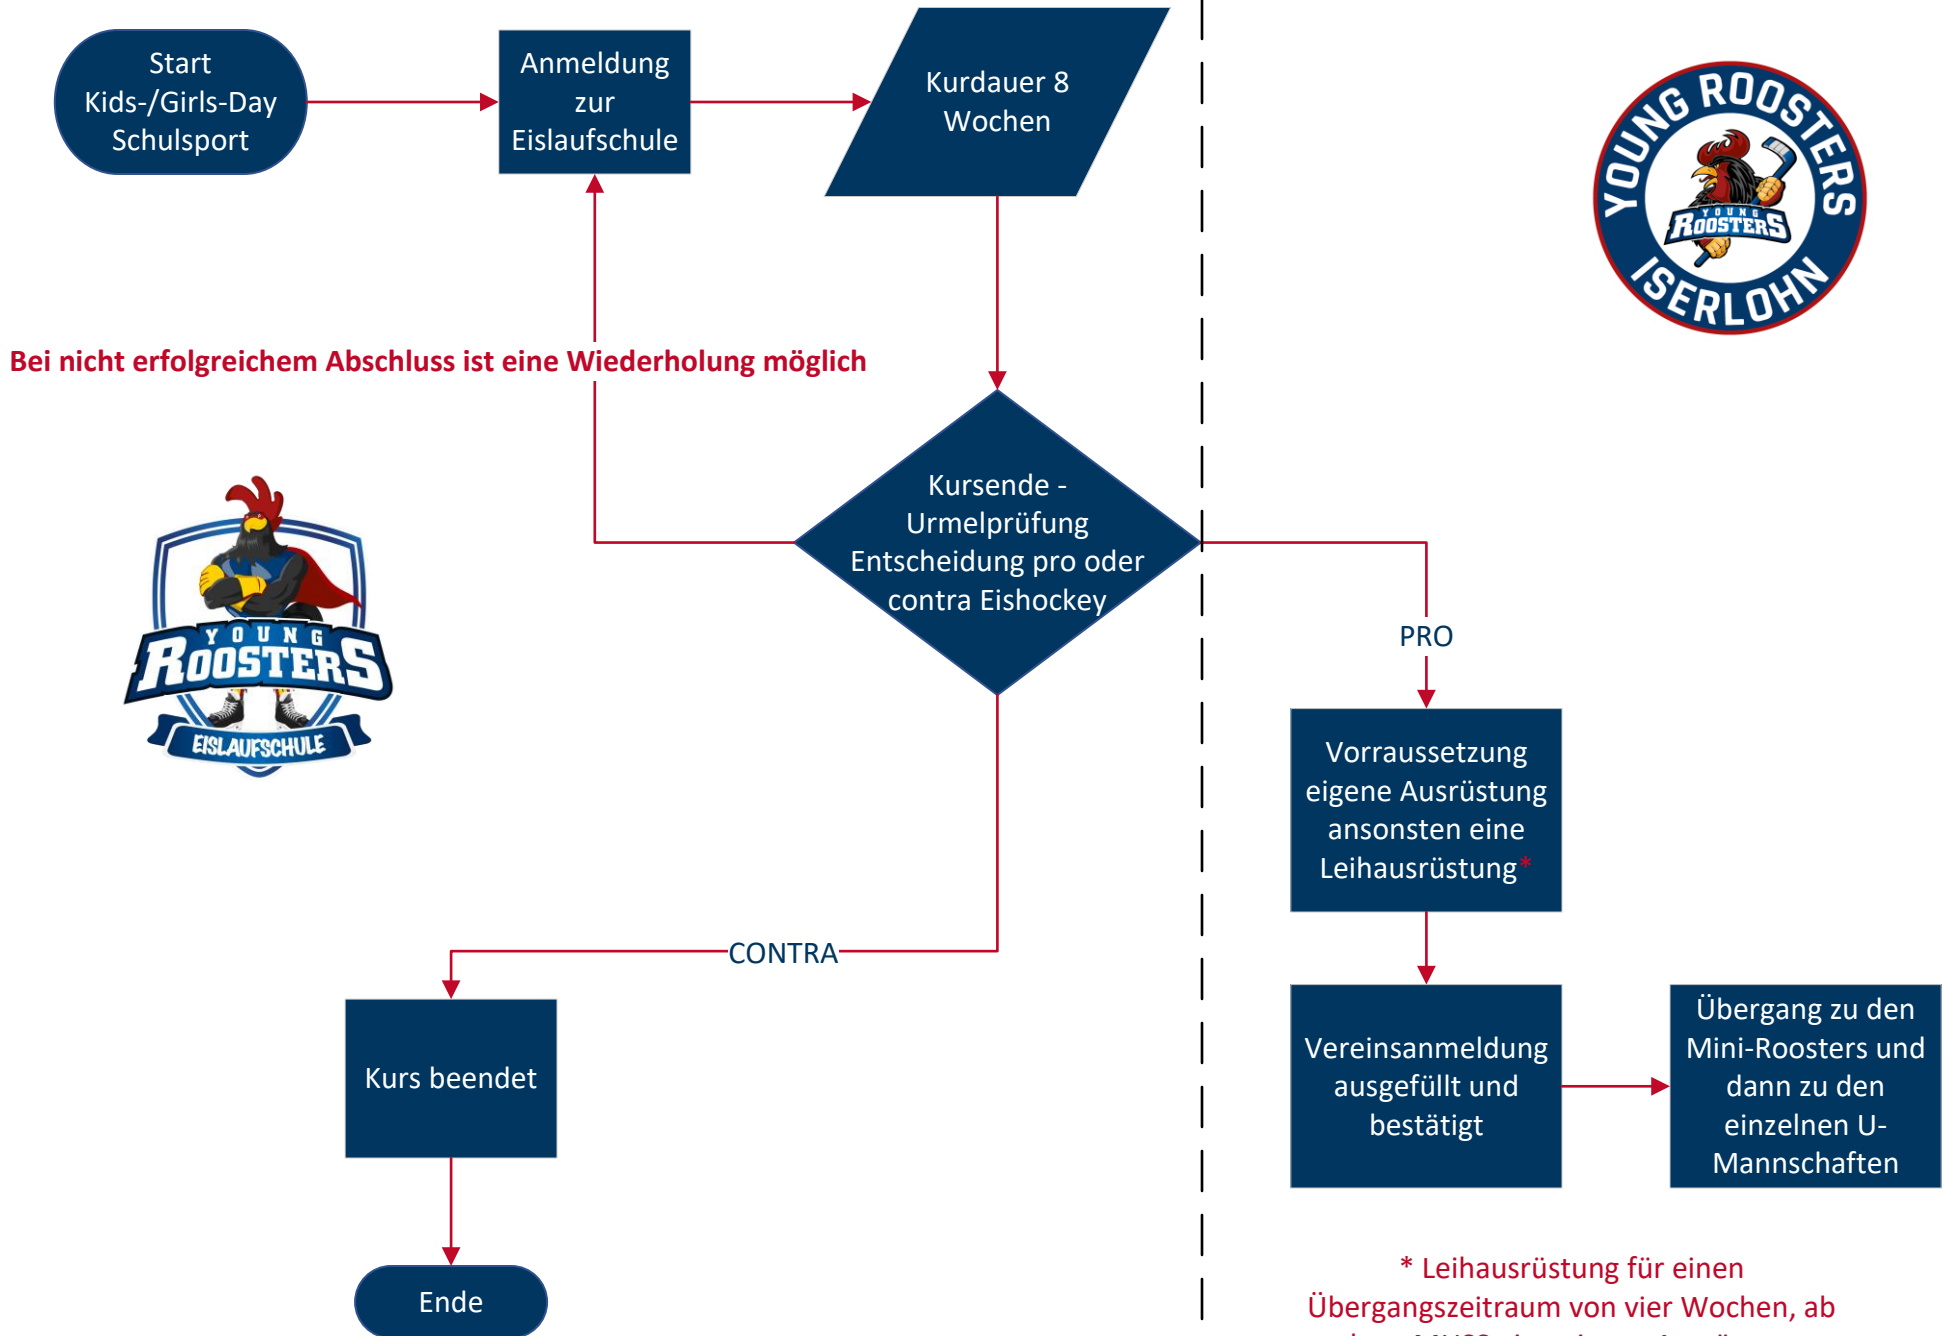 Start
Kids-/Girls-Day
Schulsport
Anmeldung
zur
Eislaufschule
Kurdauer 8
Wochen
YOUNG ROOSTERS
YOUNG
ROOSTERS
ISERLOHN
Bei nicht erfolgreichem Abschluss ist eine Wiederholung möglich
Kursende -
Urmelprüfung
Entscheidung pro oder
contra Eishockey
YOUNG
ROOSTERS
EISLAUFSCHULE
PRO
Vorraussetzung
eigene Ausrüstung
ansonsten eine
Leihausrüstung*
CONTRA
Kurs beendet
Vereinsanmeldung
ausgefüllt und
bestätigt
Übergang zu den
Mini-Roosters und
dann zu den
einzelnen U-
Mannschaften
Ende
* Leihausrüstung für einen
Übergangszeitraum von vier Wochen, ab
MUSS